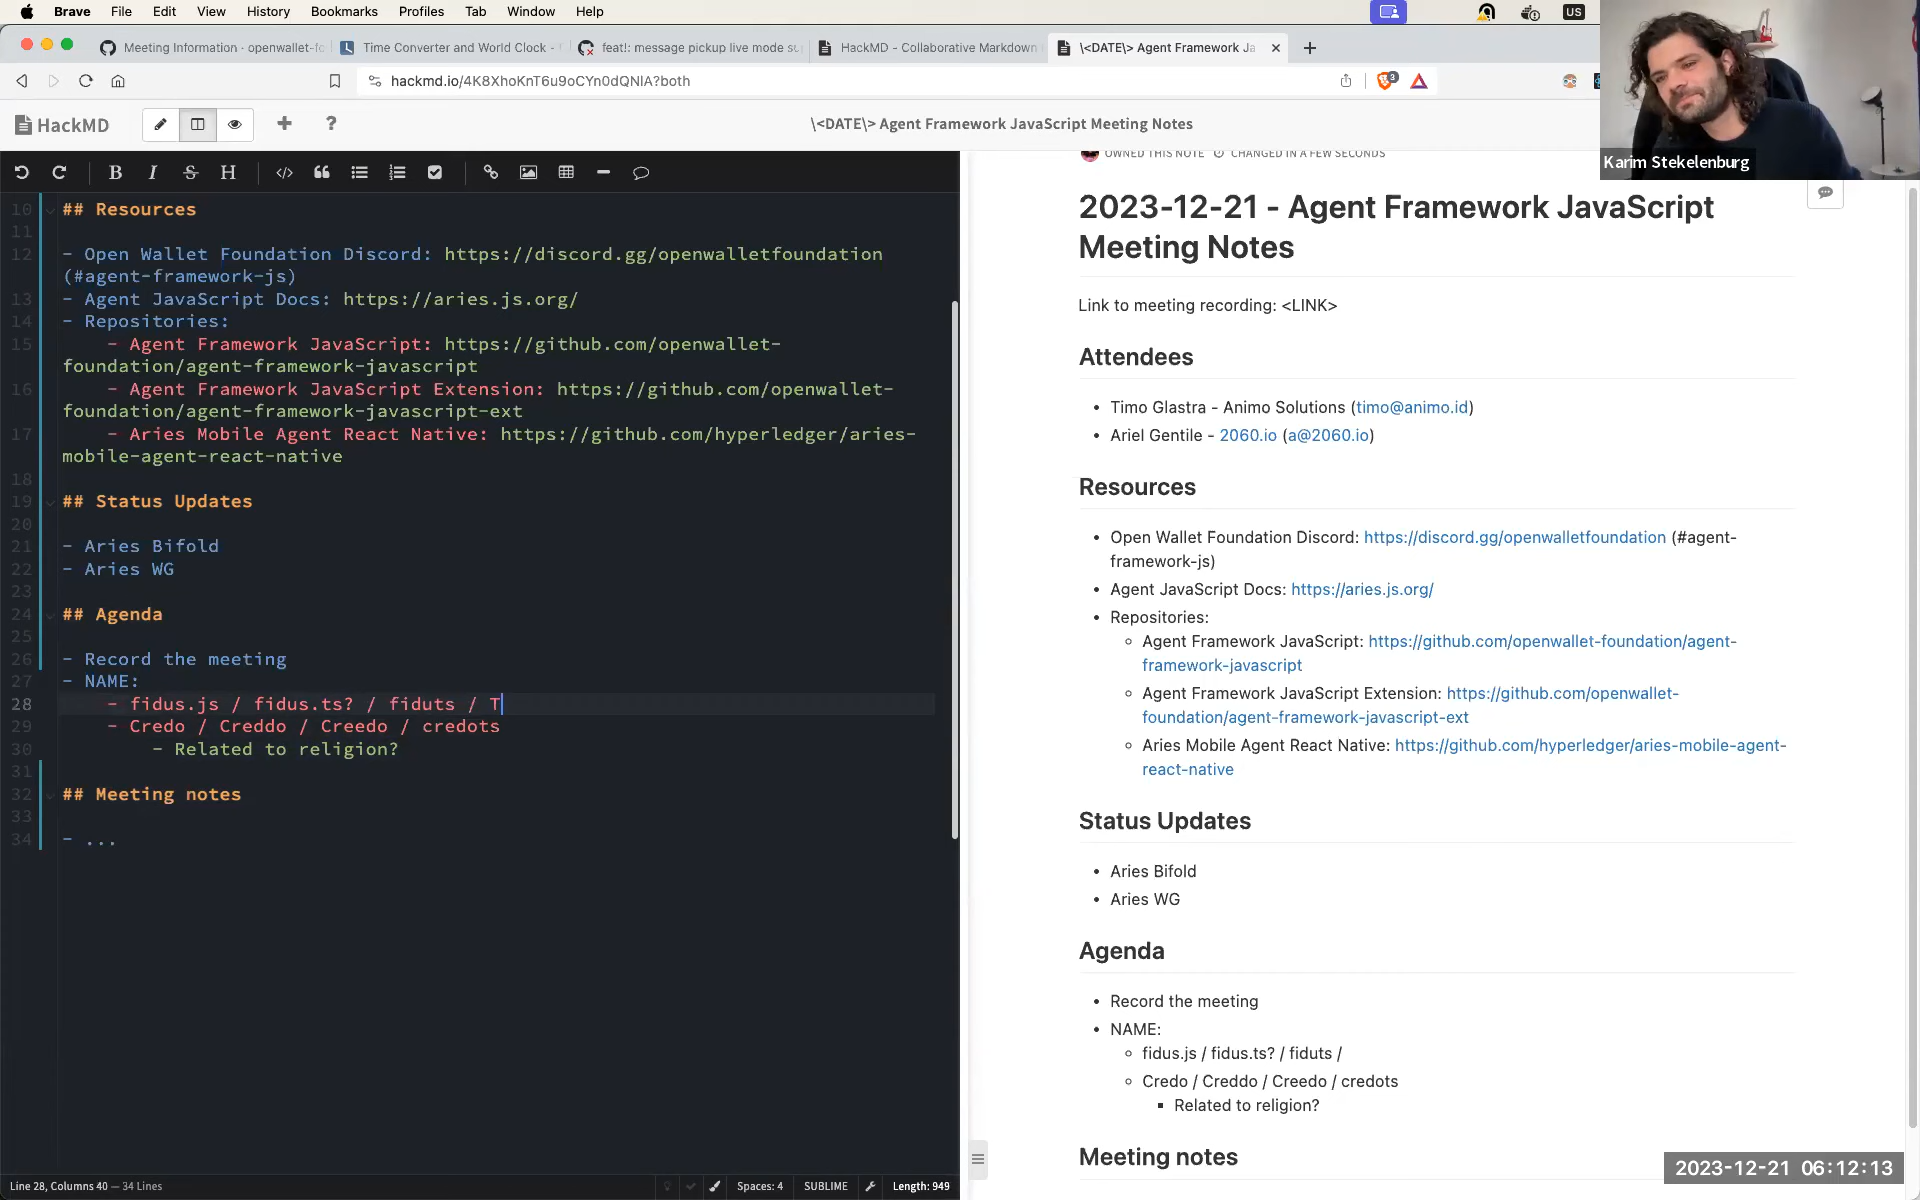 Brave File Edit View History Bookmarks Profiles Tab Window Help US
Meeting Information · openwallet-fo Time Converter and World Clock - feat!: message pickup live mode su HackMD - Collaborative Markdown \<DATE\> Agent Framework Ja
hackmd.io/4K8XhoKnT6u9oCYn0dQNlA?both 3
HackMD \<DATE\> Agent Framework JavaScript Meeting Notes
Karim Stekelenburg
10 ## Resources
11
12 - Open Wallet Foundation Discord: https://discord.gg/openwalletfoundation
(#agent-framework-js)
13 - Agent JavaScript Docs: https://aries.js.org/
14 - Repositories:
15 - Agent Framework JavaScript: https://github.com/openwallet-
foundation/agent-framework-javascript
16 - Agent Framework JavaScript Extension: https://github.com/openwallet-
foundation/agent-framework-javascript-ext
17 - Aries Mobile Agent React Native: https://github.com/hyperledger/aries-
mobile-agent-react-native
18
19 ## Status Updates
20
21 - Aries Bifold
22 - Aries WG
23
24 ## Agenda
25
26 - Record the meeting
27 - NAME:
28 - fidus.js / fidus.ts? / fiduts / T
29 - Credo / Creddo / Creedo / credots
30 - Related to religion?
31
32 ## Meeting notes
33
34 - ...
Line 28, Columns 40 — 34 Lines Spaces: 4 SUBLIME Length: 949
OWNED THIS NOTE CHANGED IN A FEW SECONDS
2023-12-21 - Agent Framework JavaScript
Meeting Notes
Link to meeting recording: <LINK>
Attendees
• Timo Glastra - Animo Solutions (timo@animo.id)
• Ariel Gentile - 2060.io (a@2060.io)
Resources
• Open Wallet Foundation Discord: https://discord.gg/openwalletfoundation (#agent-
framework-js)
• Agent JavaScript Docs: https://aries.js.org/
• Repositories:
◦ Agent Framework JavaScript: https://github.com/openwallet-foundation/agent-
framework-javascript
◦ Agent Framework JavaScript Extension: https://github.com/openwallet-
foundation/agent-framework-javascript-ext
◦ Aries Mobile Agent React Native: https://github.com/hyperledger/aries-mobile-agent-
react-native
Status Updates
• Aries Bifold
• Aries WG
Agenda
• Record the meeting
• NAME:
◦ fidus.js / fidus.ts? / fiduts /
◦ Credo / Creddo / Creedo / credots
▪ Related to religion?
Meeting notes
2023-12-21 06:12:13